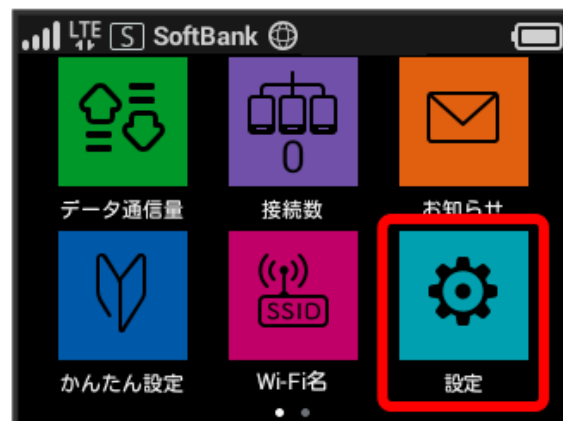 LTE S SoftBank
0
データ通信量 接続数 お知らせ
SSID
かんたん設定 Wi-Fi名 設定